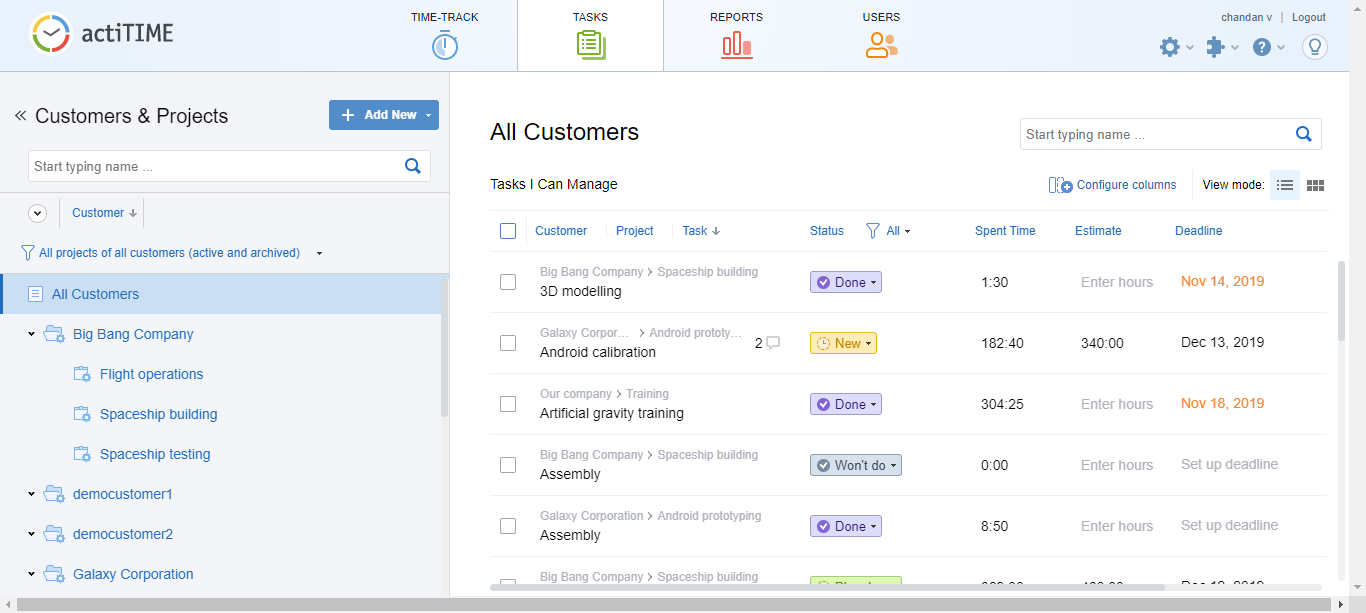 actiTIME
TIME-TRACK
TASKS
REPORTS
USERS
chandan v | Logout
Customers & Projects
Add New
Start typing name ...
Customer
All projects of all customers (active and archived)
All Customers
Big Bang Company
Flight operations
Spaceship building
Spaceship testing
democustomer1
democustomer2
Galaxy Corporation
All Customers
Start typing name ...
Tasks I Can Manage
Configure columns
View mode:
Customer Project Task Status All Spent Time Estimate Deadline
Big Bang Company > Spaceship building
3D modelling Done 1:30 Enter hours Nov 14, 2019
Galaxy Corpor... > Android prototy...
Android calibration 2 New 182:40 340:00 Dec 13, 2019
Our company > Training
Artificial gravity training Done 304:25 Enter hours Nov 18, 2019
Big Bang Company > Spaceship building
Assembly Won't do 0:00 Enter hours Set up deadline
Galaxy Corporation > Android prototyping
Assembly Done 8:50 Enter hours Set up deadline
Big Bang Company > Spaceship building